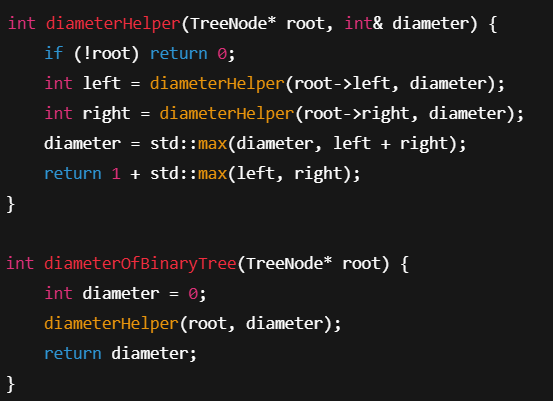 int diameterHelper(TreeNode* root, int& diameter) {
    if (!root) return 0;
    int left = diameterHelper(root->left, diameter);
    int right = diameterHelper(root->right, diameter);
    diameter = std::max(diameter, left + right);
    return 1 + std::max(left, right);
}

int diameterOfBinaryTree(TreeNode* root) {
    int diameter = 0;
    diameterHelper(root, diameter);
    return diameter;
}